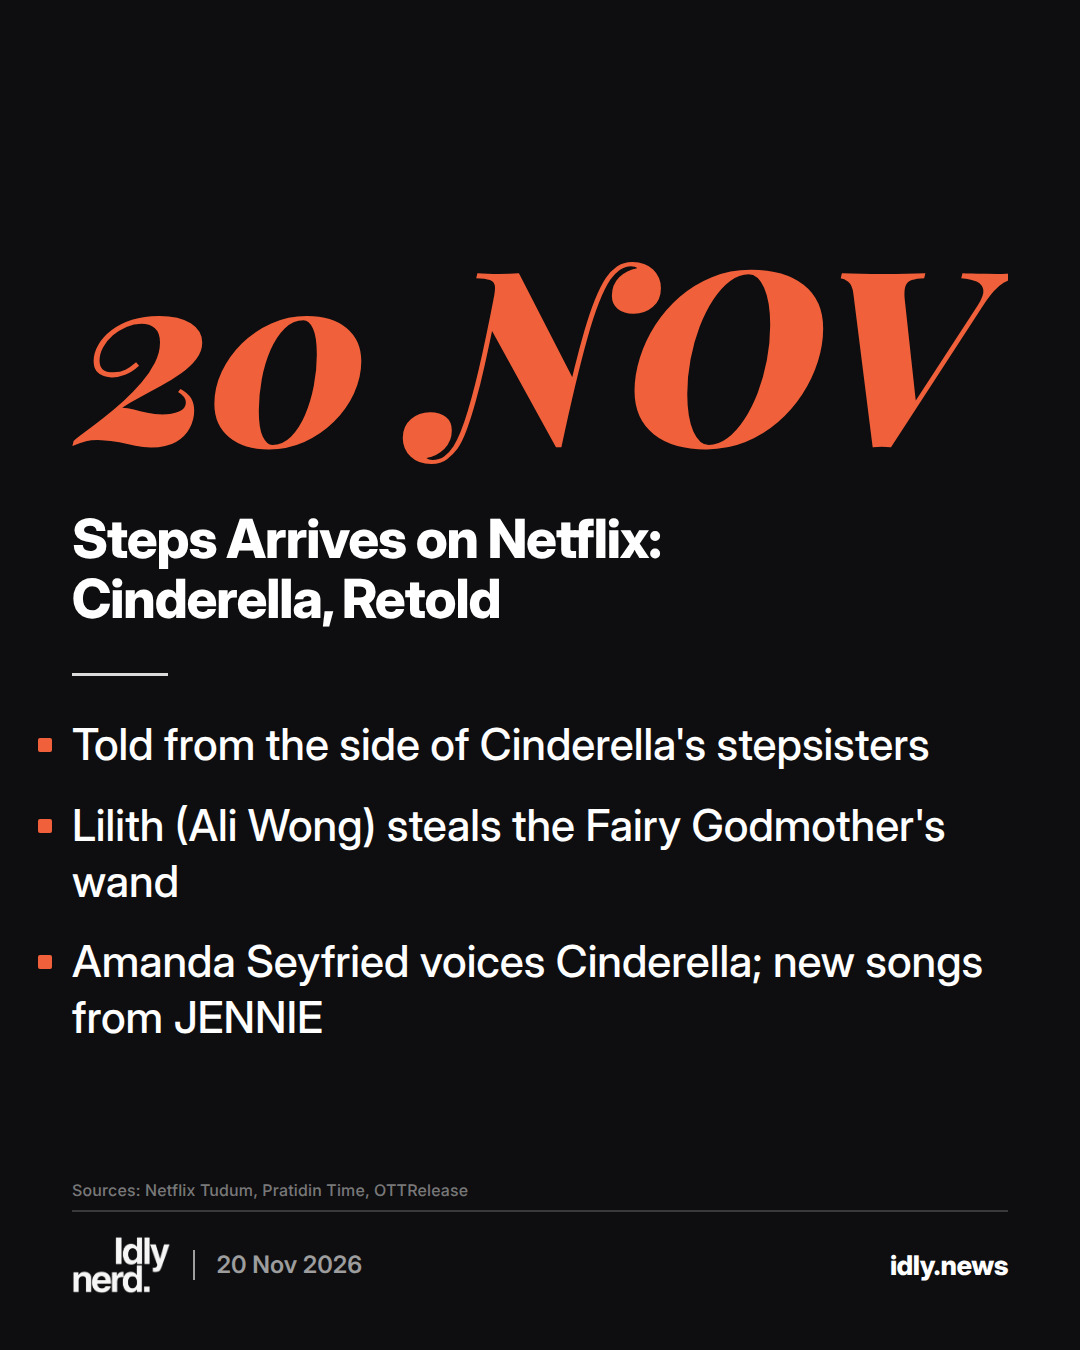 20 NOV
Steps Arrives on Netflix:
Cinderella, Retold
Told from the side of Cinderella's stepsisters
Lilith (Ali Wong) steals the Fairy Godmother's
wand
Amanda Seyfried voices Cinderella; new songs
from JENNIE
Sources: Netflix Tudum, Pratidin Time, OTTRelease
Idly
nerd.
20 Nov 2026
idly.news